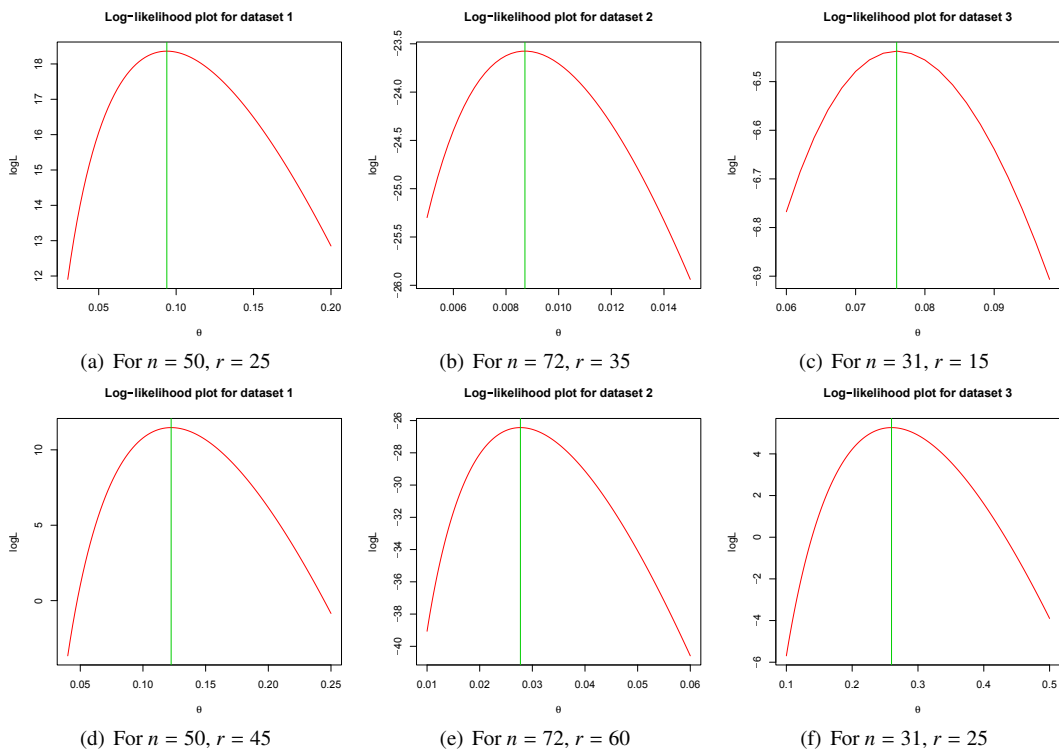 Log−likelihood plot for dataset 1
logL
12 13 14 15 16 17 18
0.05 0.10 0.15 0.20
θ
(a) For n = 50, r = 25
Log−likelihood plot for dataset 2
logL
−26.0 −25.5 −25.0 −24.5 −24.0 −23.5
0.006 0.008 0.010 0.012 0.014
θ
(b) For n = 72, r = 35
Log−likelihood plot for dataset 3
logL
−6.9 −6.8 −6.7 −6.6 −6.5
0.06 0.07 0.08 0.09
θ
(c) For n = 31, r = 15
Log−likelihood plot for dataset 1
logL
0 5 10
0.05 0.10 0.15 0.20 0.25
θ
(d) For n = 50, r = 45
Log−likelihood plot for dataset 2
logL
−40 −38 −36 −34 −32 −30 −28 −26
0.01 0.02 0.03 0.04 0.05 0.06
θ
(e) For n = 72, r = 60
Log−likelihood plot for dataset 3
logL
−6 −4 −2 0 2 4
0.1 0.2 0.3 0.4 0.5
θ
(f) For n = 31, r = 25